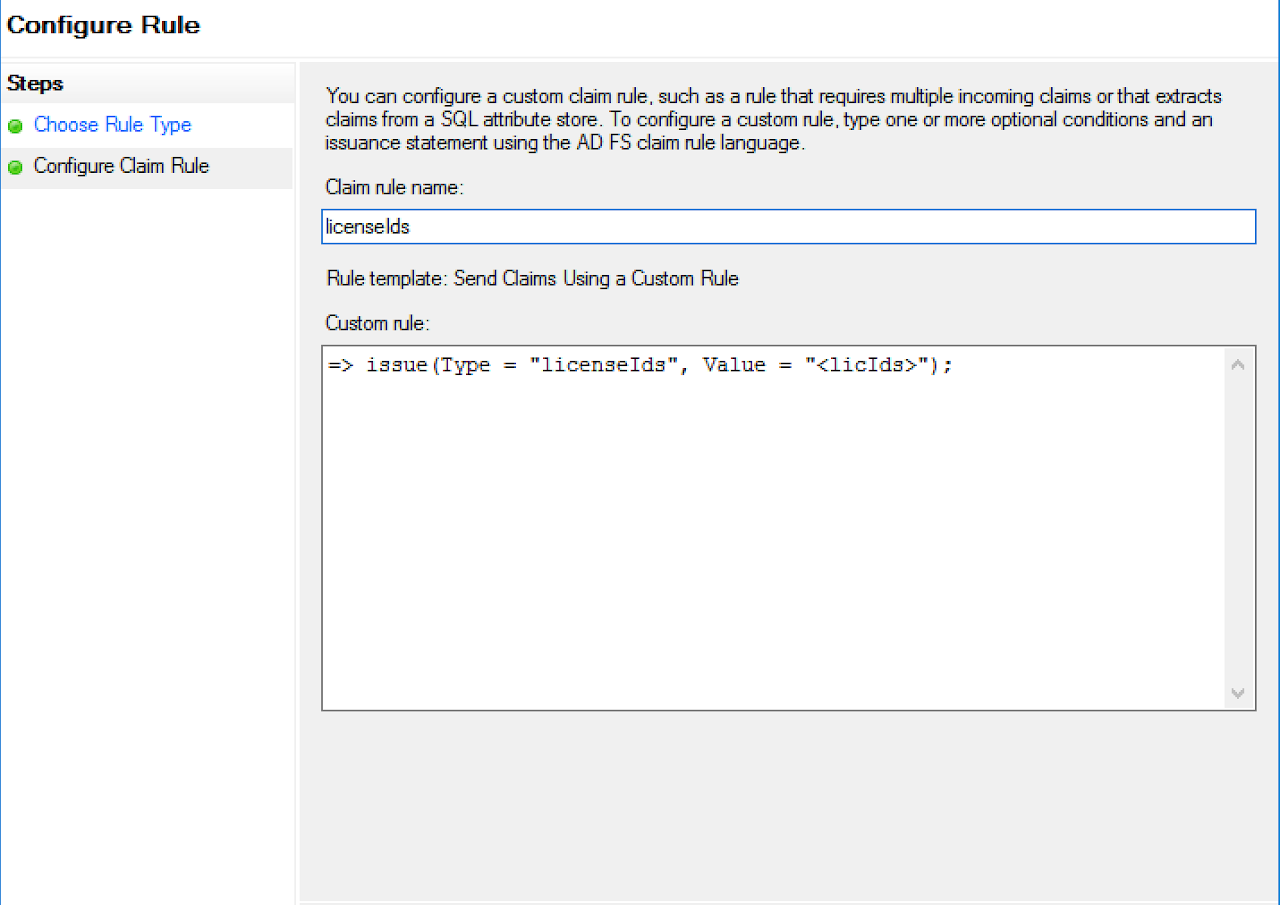 Configure Rule
Steps
Choose Rule Type
Configure Claim Rule
You can configure a custom claim rule, such as a rule that requires multiple incoming claims or that extracts
claims from a SQL attribute store. To configure a custom rule, type one or more optional conditions and an
issuance statement using the AD FS claim rule language.
Claim rule name:
licenseIds
Rule template: Send Claims Using a Custom Rule
Custom rule:
=> issue(Type = "licenseIds", Value = "<licIds>");